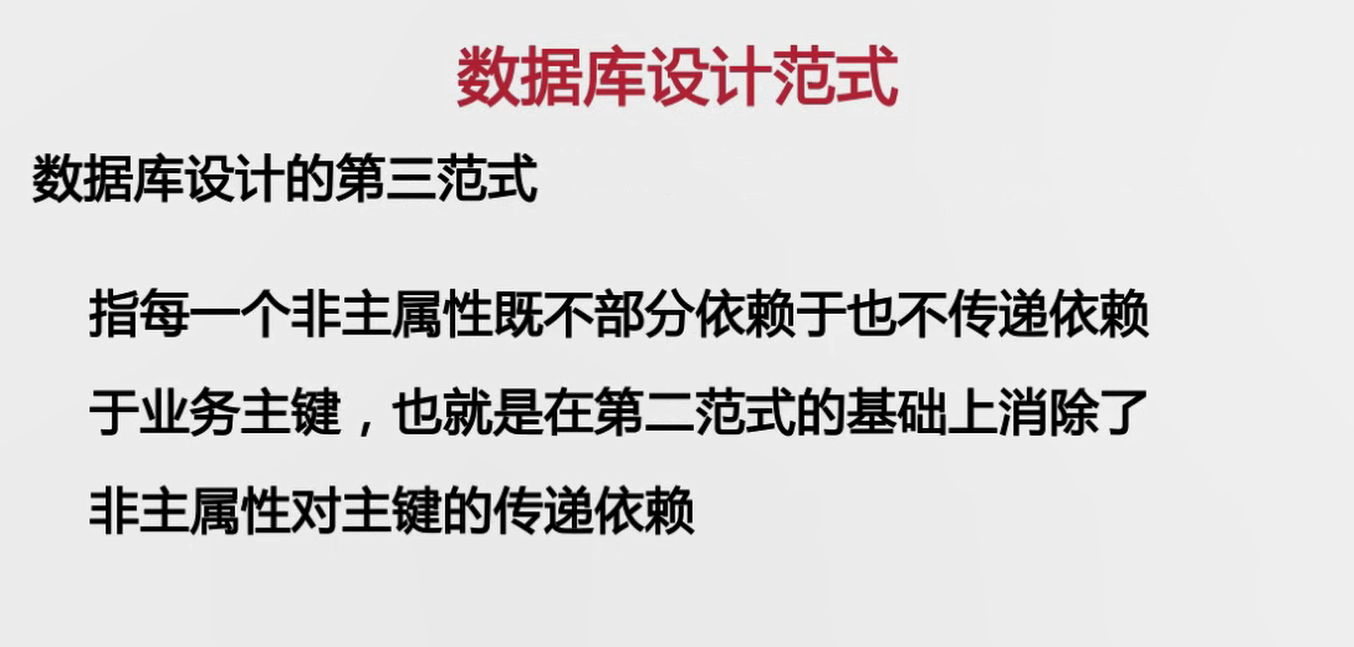 数据库设计范式
数据库设计的第三范式
指每一个非主属性既不部分依赖于也不传递依赖
于业务主键，也就是在第二范式的基础上消除了
非主属性对主键的传递依赖